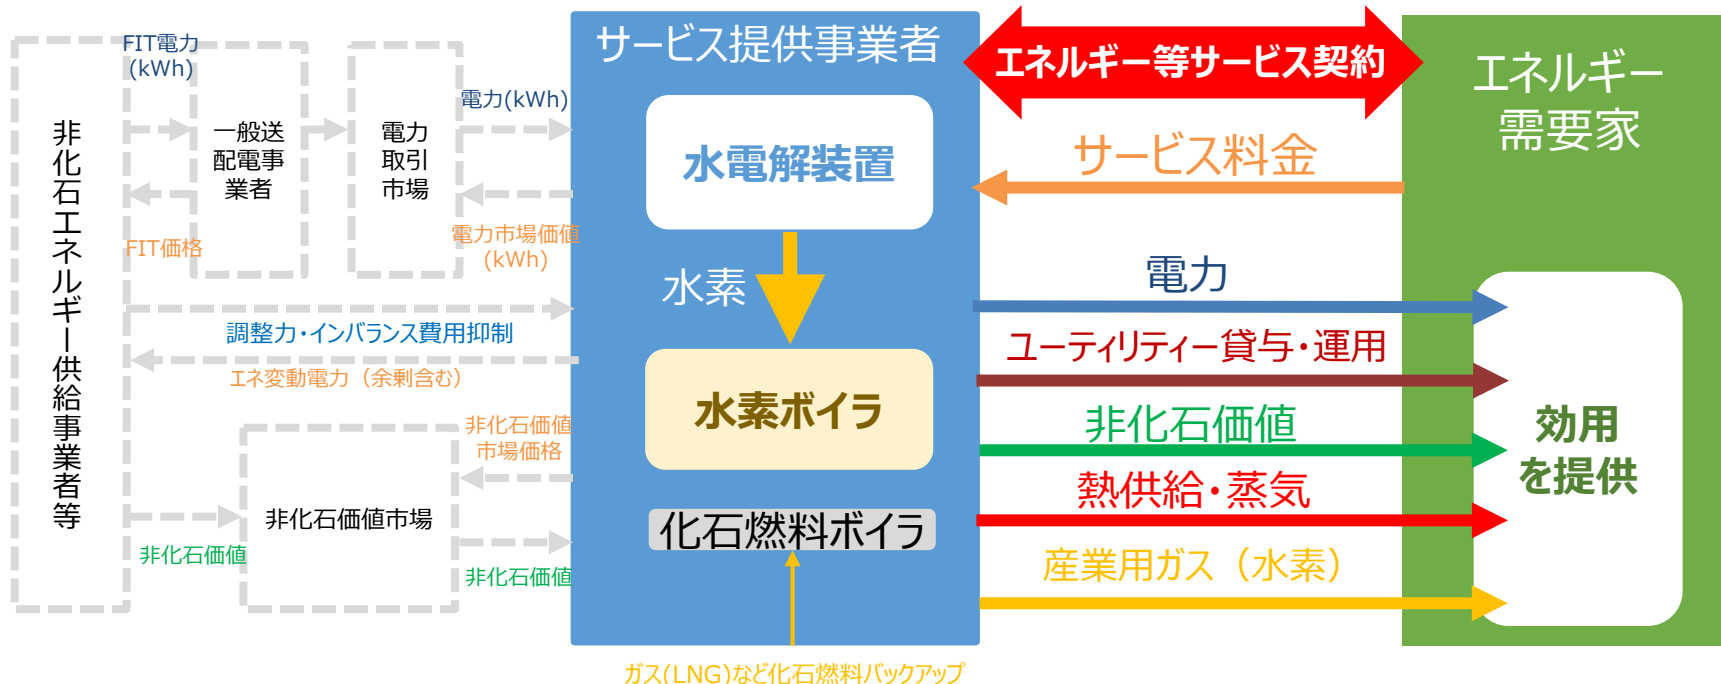 非化石エネルギー供給事業者等
FIT電力
(kWh)
一般送
配電事
業者
FIT価格
電力
取引
市場
電力(kWh)
電力市場価値
(kWh)
調整力・インバランス費用抑制
エネ変動電力（余剰含む）
非化石価値
市場価格
非化石価値市場
非化石価値
非化石価値
サービス提供事業者
水電解装置
水素
水素ボイラ
化石燃料ボイラ
ガス(LNG)など化石燃料バックアップ
エネルギー等サービス契約
サービス料金
電力
ユーティリティー貸与・運用
非化石価値
熱供給・蒸気
産業用ガス（水素）
エネルギー
需要家
効用
を提供